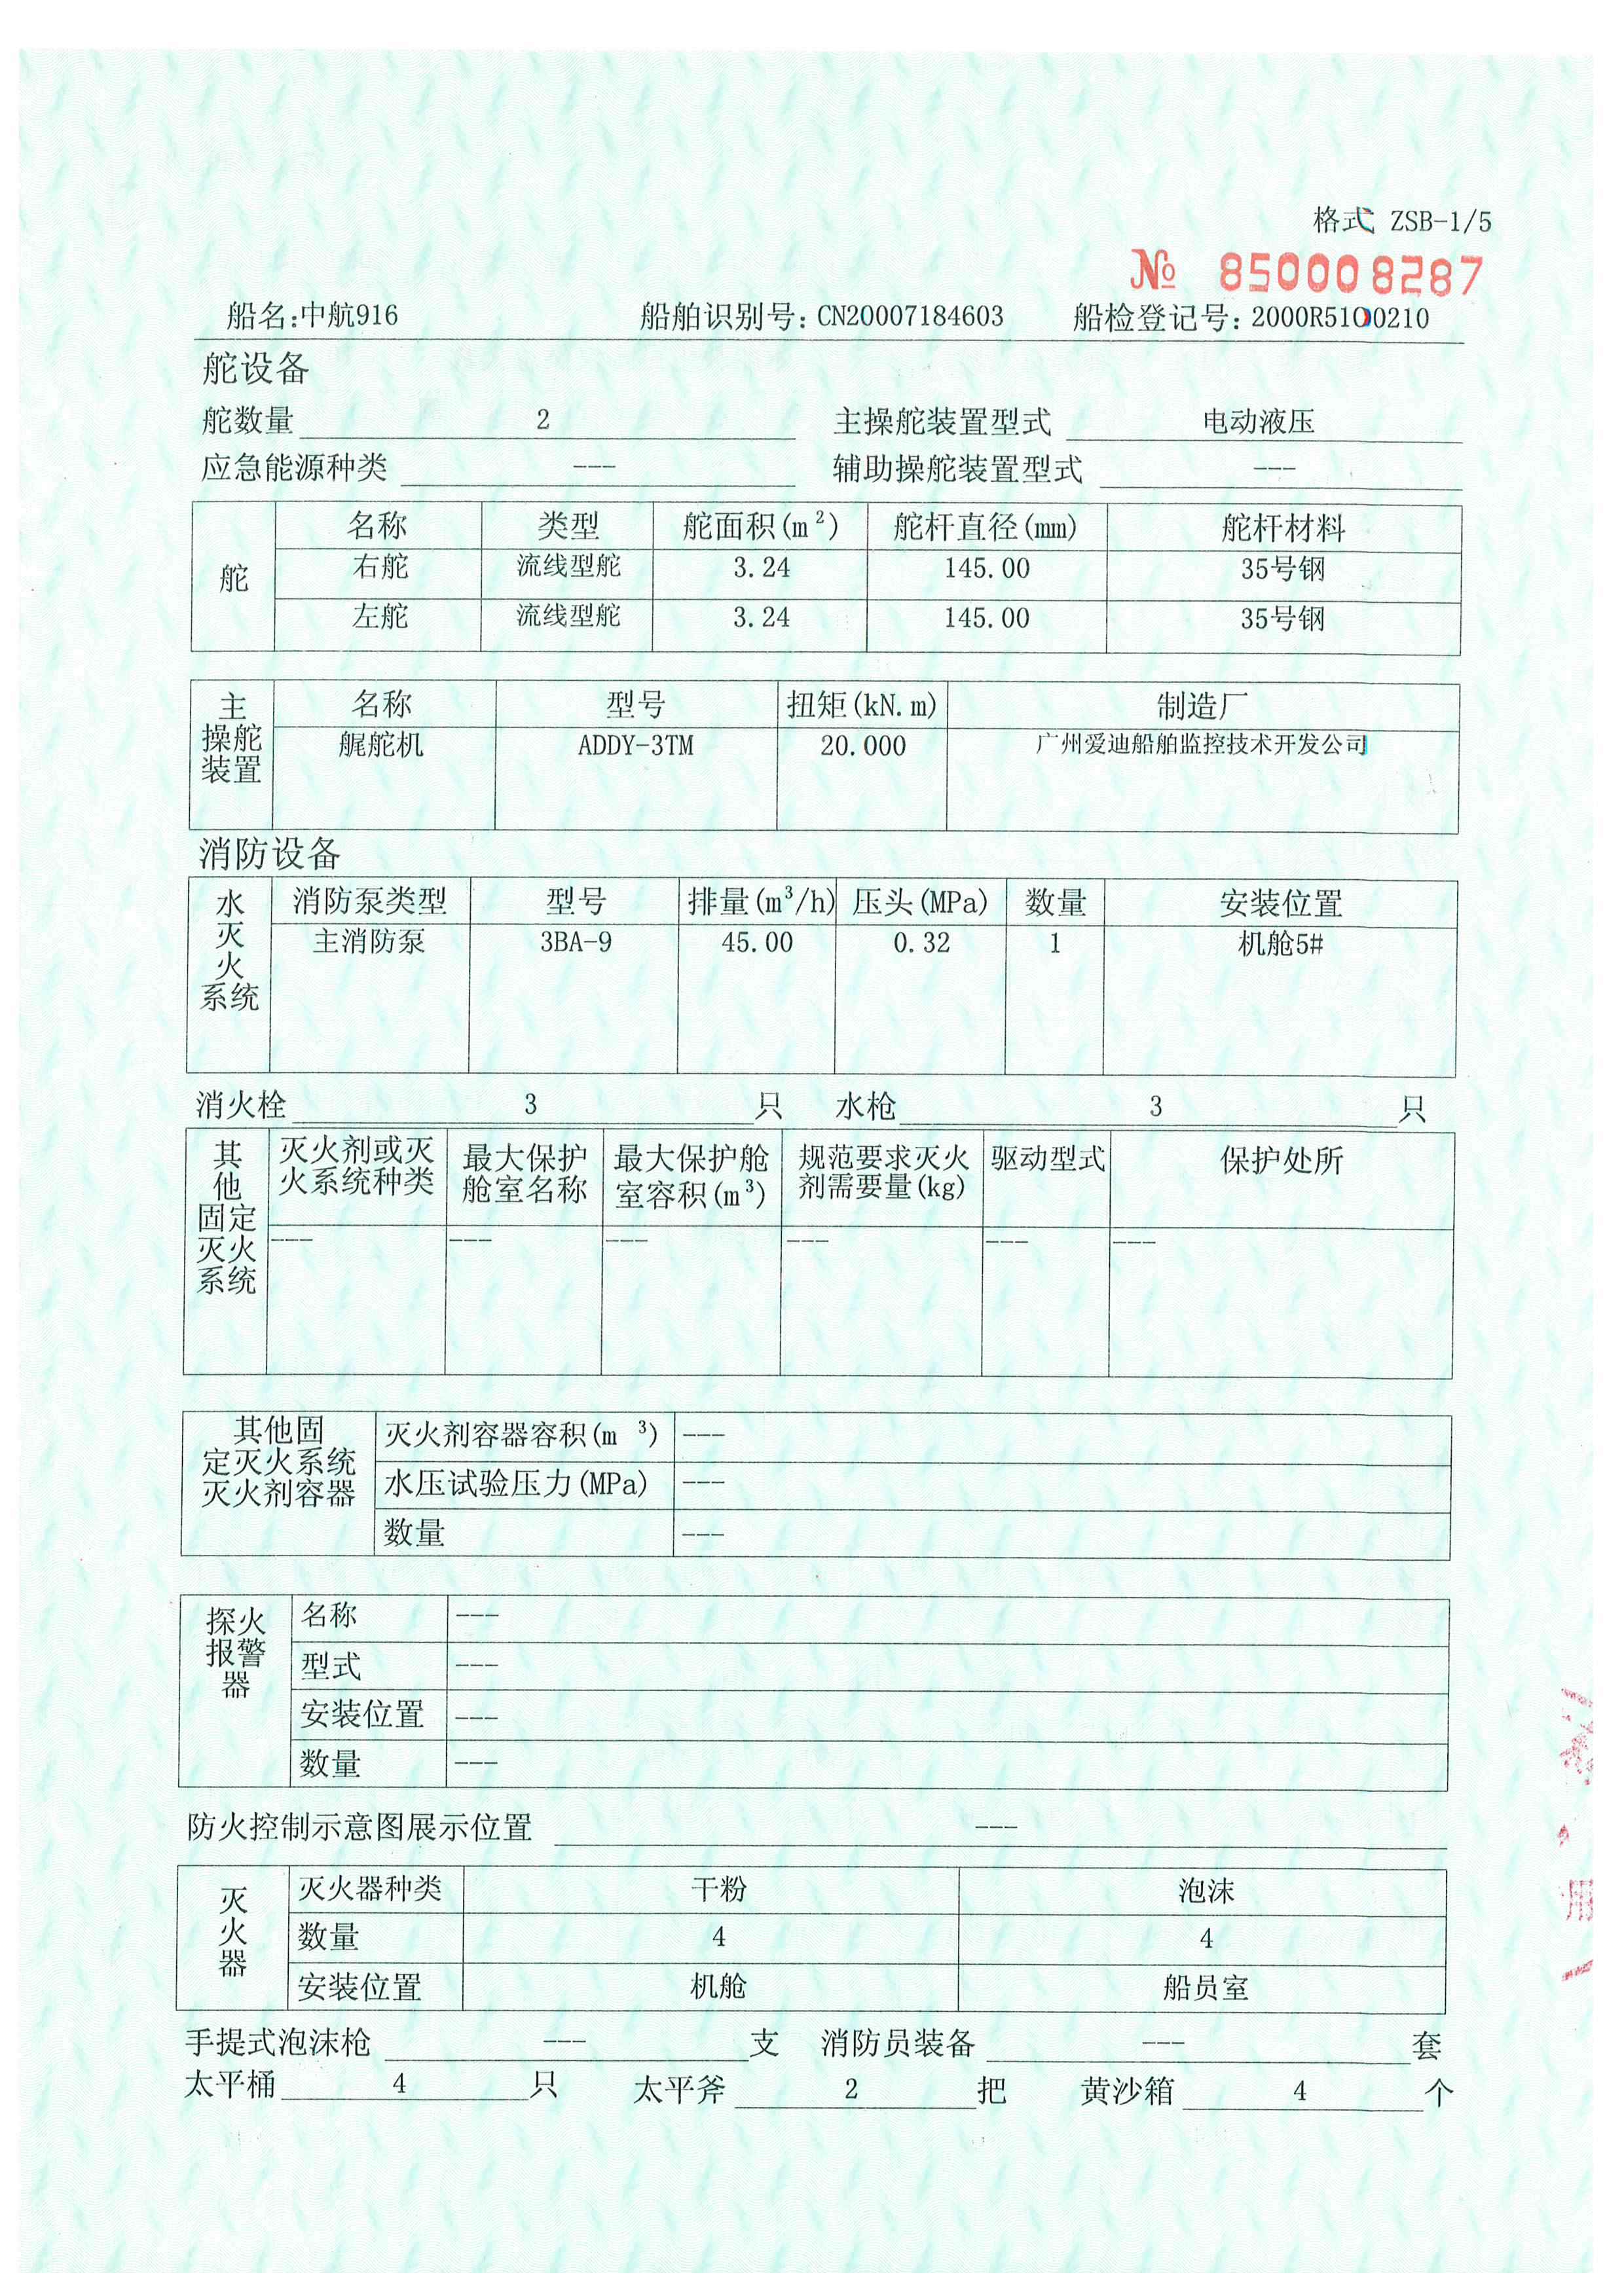 格式 ZSB-1/5
№ 850008287
船名:中航916 船舶识别号:CN20007184603 船检登记号:2000R5100210
舵设备
舵数量 2 主操舵装置型式 电动液压
应急能源种类 --- 辅助操舵装置型式 ---
舵 名称 类型 舵面积(m²) 舵杆直径(mm) 舵杆材料
右舵 流线型舵 3.24 145.00 35号钢
左舵 流线型舵 3.24 145.00 35号钢
主操舵装置 名称 型号 扭矩(kN.m) 制造厂
艉舵机 ADDY-3TM 20.000 广州爱迪船舶监控技术开发公司
消防设备
水灭火系统 消防泵类型 型号 排量(m³/h) 压头(MPa) 数量 安装位置
主消防泵 3BA-9 45.00 0.32 1 机舱5#
消火栓 3 只 水枪 3 只
其他固定灭火系统 灭火剂或灭火系统种类 最大保护舱室名称 最大保护舱室容积(m³) 规范要求灭火剂需要量(kg) 驱动型式 保护处所
--- --- --- --- --- ---
其他固定灭火系统灭火剂容器 灭火剂容器容积(m ³) ---
水压试验压力(MPa) ---
数量 ---
探火报警器 名称 ---
型式 ---
安装位置 ---
数量 ---
防火控制示意图展示位置 ---
灭火器 灭火器种类 干粉 泡沫
数量 4 4
安装位置 机舱 船员室
手提式泡沫枪 --- 支 消防员装备 --- 套
太平桶 4 只 太平斧 2 把 黄沙箱 4 个
用